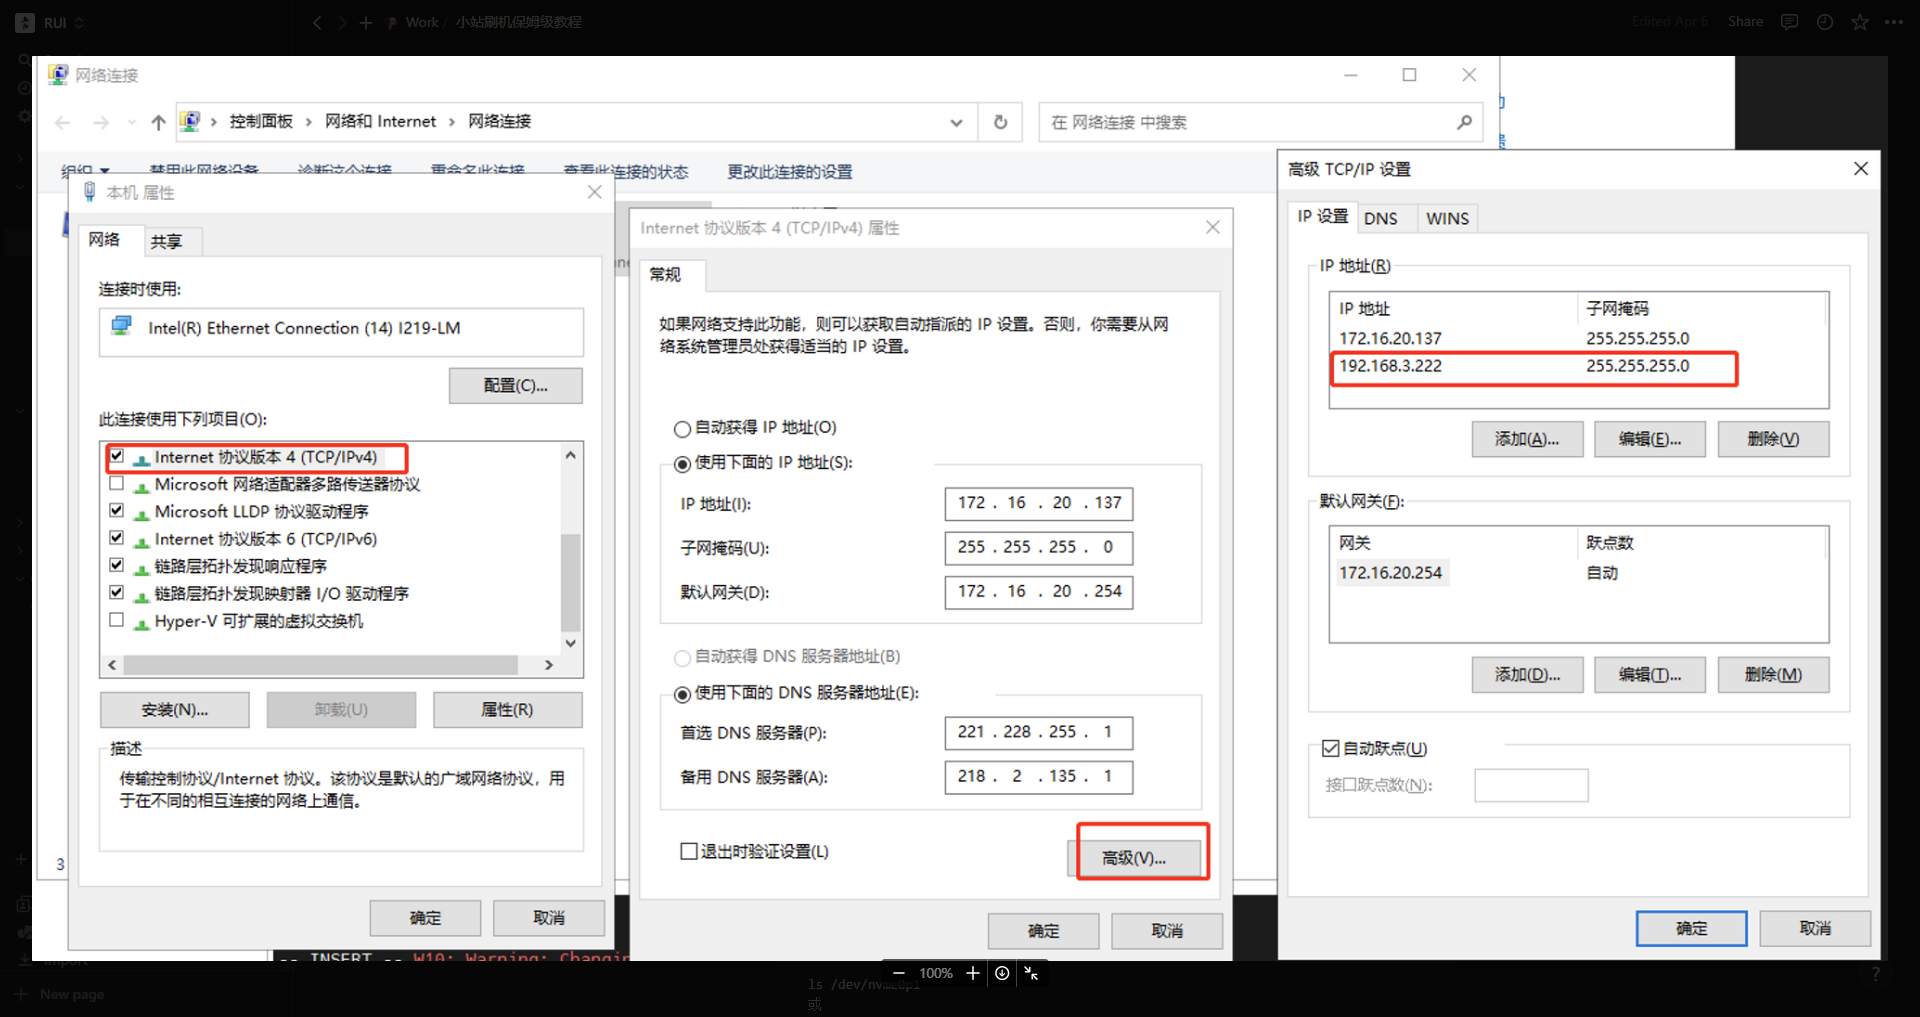 RUI
Work / 小站刷机保姆级教程
Edited Apr 6
Share
网络连接
控制面板 › 网络和 Internet › 网络连接
在 网络连接 中搜索
组织
禁用此网络设备
诊断这个连接
重命名此连接
查看此连接的状态
更改此连接的设置
本机 属性
网络
共享
连接时使用:
Intel(R) Ethernet Connection (14) I219-LM
配置(C)...
此连接使用下列项目(O):
Internet 协议版本 4 (TCP/IPv4)
Microsoft 网络适配器多路传送器协议
Microsoft LLDP 协议驱动程序
Internet 协议版本 6 (TCP/IPv6)
链路层拓扑发现响应程序
链路层拓扑发现映射器 I/O 驱动程序
Hyper-V 可扩展的虚拟交换机
安装(N)...
卸载(U)
属性(R)
描述
传输控制协议/Internet 协议。该协议是默认的广域网络协议，用
于在不同的相互连接的网络上通信。
确定
取消
3
Internet 协议版本 4 (TCP/IPv4) 属性
常规
如果网络支持此功能，则可以获取自动指派的 IP 设置。否则，你需要从网
络系统管理员处获得适当的 IP 设置。
自动获得 IP 地址(O)
使用下面的 IP 地址(S):
IP 地址(I): 172 . 16 . 20 . 137
子网掩码(U): 255 . 255 . 255 . 0
默认网关(D): 172 . 16 . 20 . 254
自动获得 DNS 服务器地址(B)
使用下面的 DNS 服务器地址(E):
首选 DNS 服务器(P): 221 . 228 . 255 . 1
备用 DNS 服务器(A): 218 . 2 . 135 . 1
退出时验证设置(L)
高级(V)...
确定
取消
高级 TCP/IP 设置
IP 设置
DNS
WINS
IP 地址(R)
IP 地址 子网掩码
172.16.20.137 255.255.255.0
192.168.3.222 255.255.255.0
添加(A)...
编辑(E)...
删除(V)
默认网关(F):
网关 跃点数
172.16.20.254 自动
添加(D)...
编辑(T)...
删除(M)
自动跃点(U)
接口跃点数(N):
确定
取消
-- INSERT -- W10: Warning: Changin
Import
100%
New page
ls /dev/nvme0p1
或
?